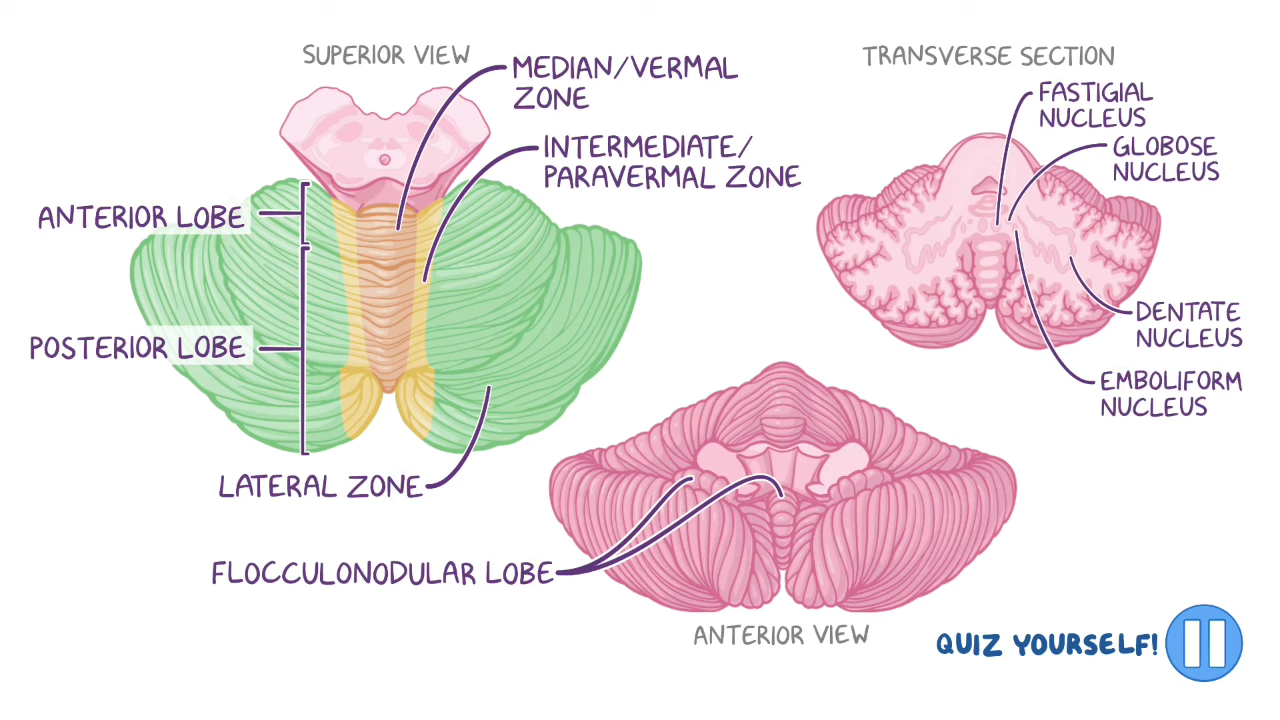 SUPERIOR VIEW
MEDIAN/VERMAL
ZONE
INTERMEDIATE/
PARAVERMAL ZONE
ANTERIOR LOBE
POSTERIOR LOBE
LATERAL ZONE
FLOCCULONODULAR LOBE
TRANSVERSE SECTION
FASTIGIAL
NUCLEUS
GLOBOSE
NUCLEUS
DENTATE
NUCLEUS
EMBOLIFORM
NUCLEUS
ANTERIOR VIEW
QUIZ YOURSELF!